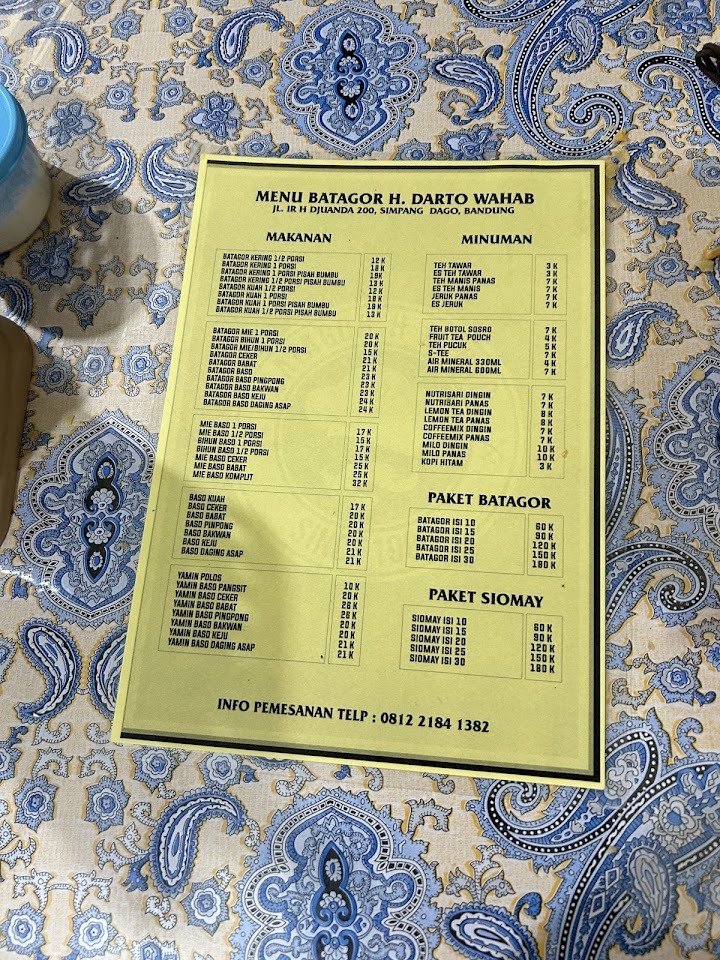 MENU BATAGOR H. DARTO WAHAB
JL. IR H DJUANDA 200, SIMPANG DAGO, BANDUNG
MAKANAN
BATAGOR KERING 1/2 PORSI 12 K
BATAGOR KERING 1 PORSI 18 K
BATAGOR KERING 1 PORSI PISAH BUMBU 19K
BATAGOR KERING 1/2 PORSI PISAH BUMBU 13 K
BATAGOR KUAH 1/2 PORSI 12 K
BATAGOR KUAH 1 PORSI 18 K
BATAGOR KUAH 1 PORSI PISAH BUMBU 19 K
BATAGOR KUAH 1/2 PORSI PISAH BUMBU 13 K
BATAGOR MIE 1 PORSI 20 K
BATAGOR BIHUN 1 PORSI 20 K
BATAGOR MIE/BIHUN 1/2 PORSI 15 K
BATAGOR CEKER 21 K
BATAGOR BABAT 21 K
BATAGOR BASO 23 K
BATAGOR BASO PINGPONG 23 K
BATAGOR BASO BAKWAN 23 K
BATAGOR BASO KEJU 24 K
BATAGOR BASO DAGING ASAP 24 K
MIE BASO 1 PORSI 17 K
MIE BASO 1/2 PORSI 15 K
BIHUN BASO 1 PORSI 17 K
BIHUN BASO 1/2 PORSI 15 K
MIE BASO CEKER 25 K
MIE BASO BABAT 25 K
MIE BASO KOMPLIT 32 K
BASO KUAH 17 K
BASO CEKER 20 K
BASO BABAT 20 K
BASO PINPONG 20 K
BASO BAKWAN 20 K
BASO KEJU 21 K
BASO DAGING ASAP 21 K
YAMIN POLOS 10 K
YAMIN BASO PANGSIT 20 K
YAMIN BASO CEKER 26 K
YAMIN BASO BABAT 26 K
YAMIN BASO PINGPONG 20 K
YAMIN BASO BAKWAN 20 K
YAMIN BASO KEJU 21 K
YAMIN BASO DAGING ASAP 21 K
MINUMAN
TEH TAWAR 3 K
ES TEH TAWAR 3 K
TEH MANIS PANAS 7 K
ES TEH MANIS 7 K
JERUK PANAS 7 K
ES JERUK 7 K
TEH BOTOL SOSRO 7 K
FRUIT TEA POUCH 4 K
TEH PUCUK 5 K
S-TEE 7 K
AIR MINERAL 330ML 4 K
AIR MINERAL 600ML 7 K
NUTRISARI DINGIN 7 K
NUTRISARI PANAS 7 K
LEMON TEA DINGIN 8 K
LEMON TEA PANAS 8 K
COFFEEMIX DINGIN 7 K
COFFEEMIX PANAS 7 K
MILO DINGIN 10 K
MILO PANAS 10 K
KOPI HITAM 3 K
PAKET BATAGOR
BATAGOR ISI 10 60 K
BATAGOR ISI 15 90 K
BATAGOR ISI 20 120 K
BATAGOR ISI 25 150 K
BATAGOR ISI 30 180 K
PAKET SIOMAY
SIOMAY ISI 10 60 K
SIOMAY ISI 15 90 K
SIOMAY ISI 20 120 K
SIOMAY ISI 25 150 K
SIOMAY ISI 30 180 K
INFO PEMESANAN TELP : 0812 2184 1382